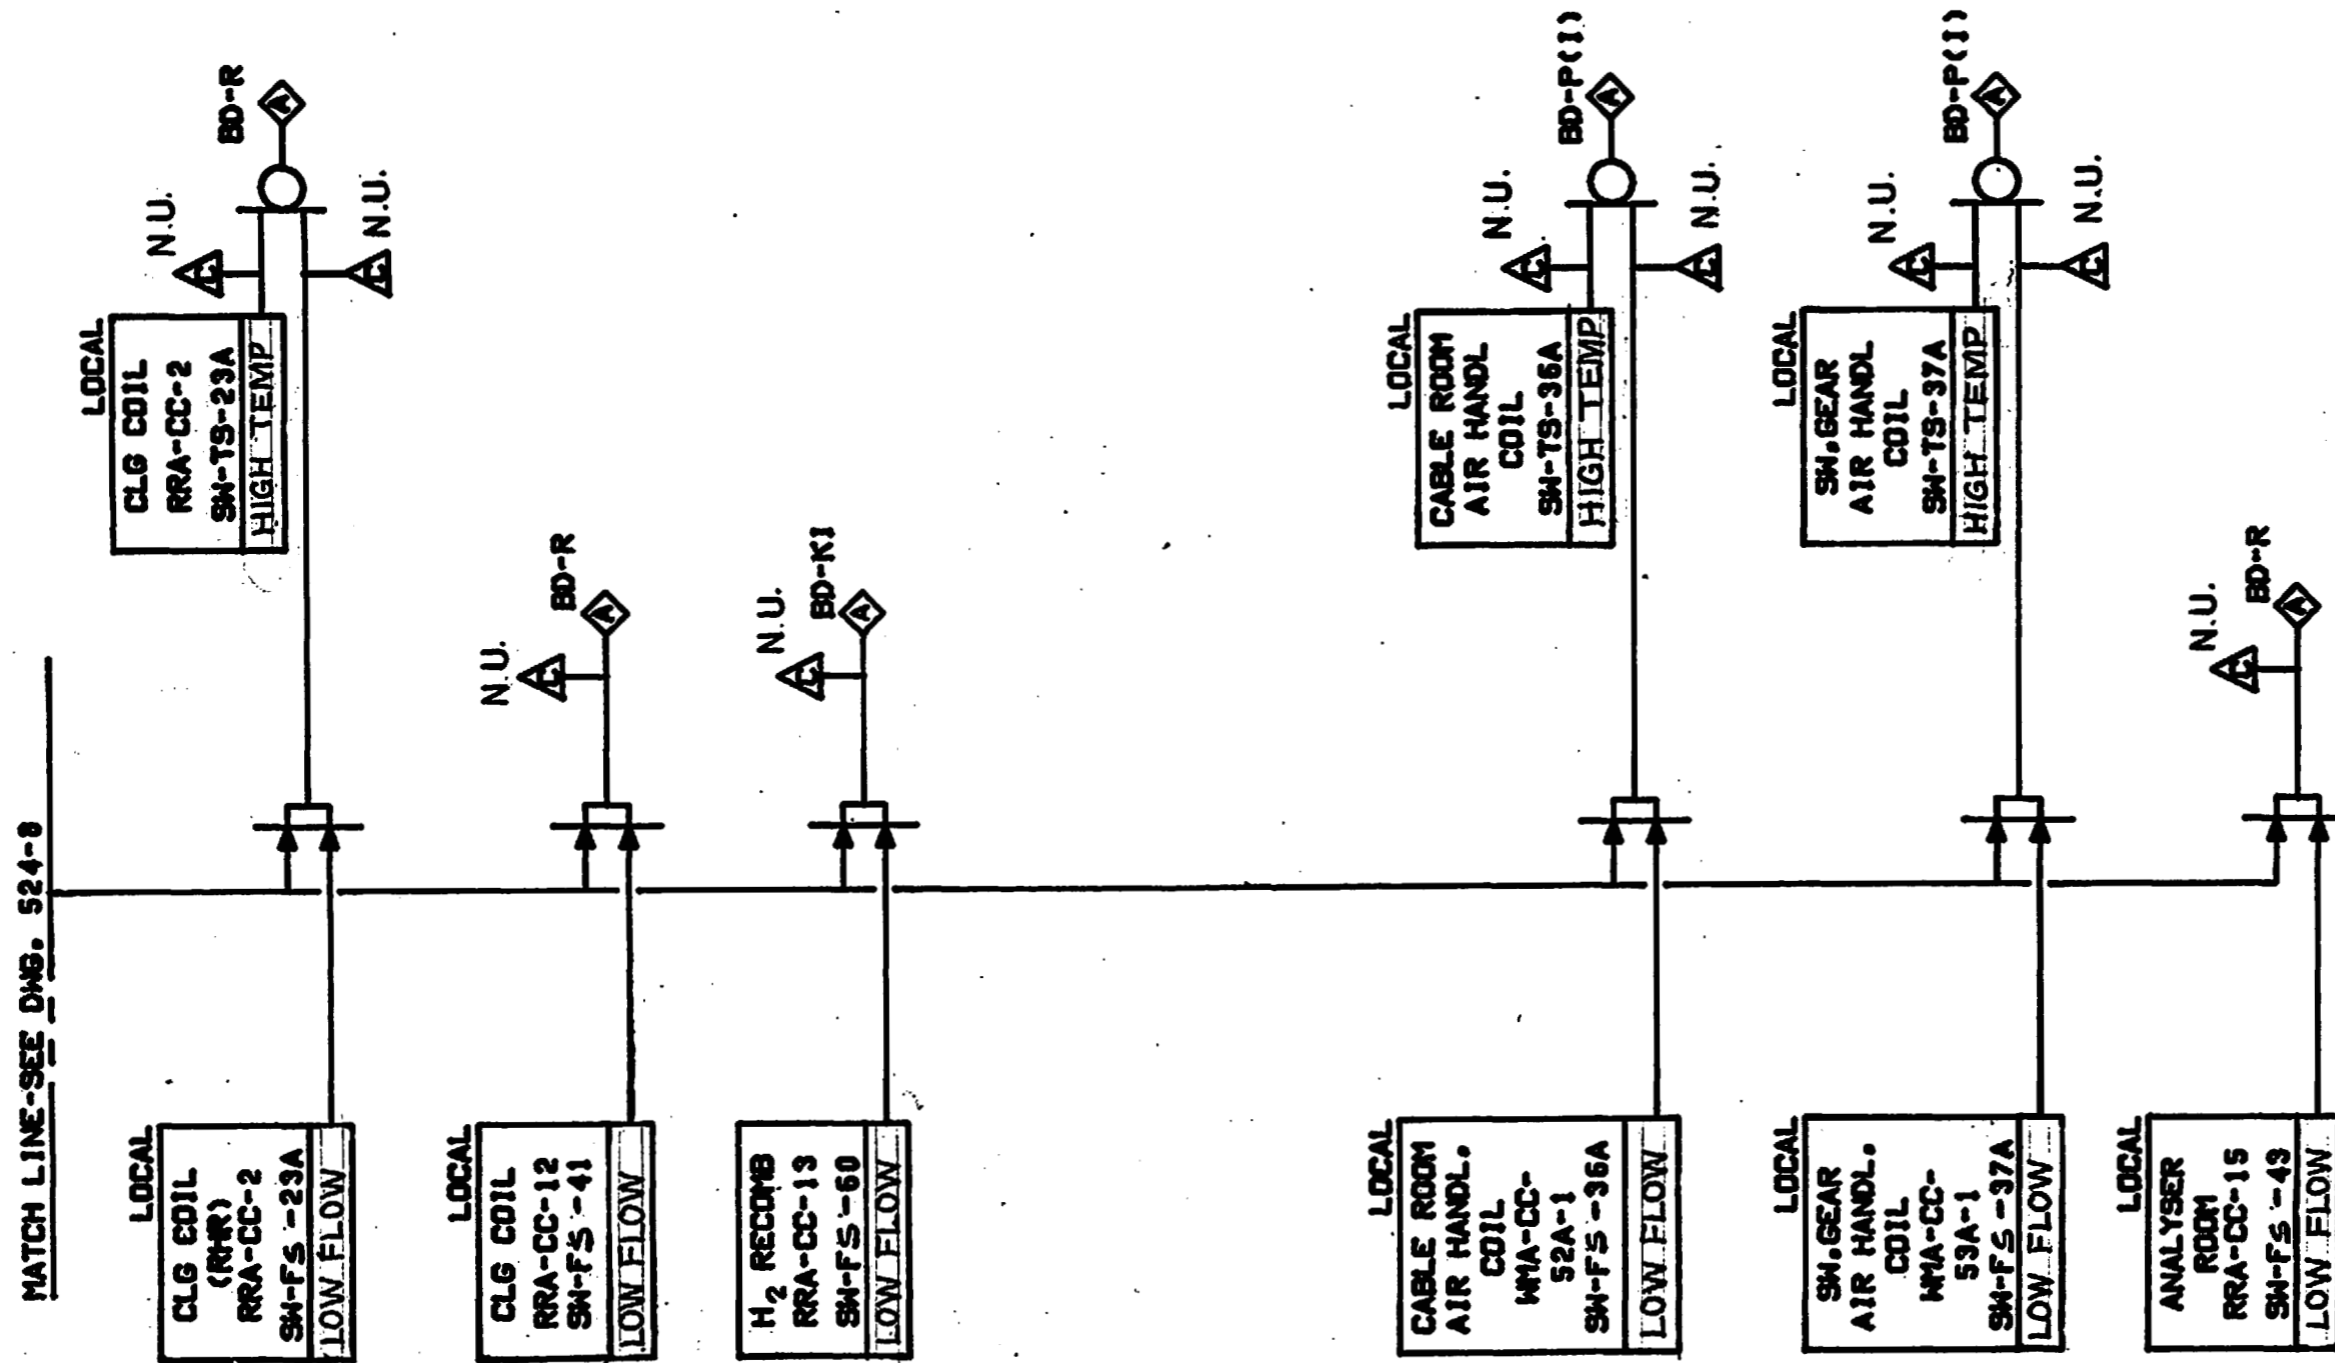 MATCH LINE-SEE DWG. 524-8
LOCAL
CLG COIL
(RHR)
RRA-CC-2
SW-FS-23A
LOW FLOW
LOCAL
CLG COIL
RRA-CC-2
SW-TS-23A
HIGH TEMP
N.U.
C
C
N.U.
BD-R
A
LOCAL
CLG COIL
RRA-CC-12
SW-FS-41
LOW FLOW
N.U.
C
BD-R
A
H2 RECOMB
RRA-CC-13
SW-FS-60
LOW FLOW
N.U.
C
BD-K1
A
LOCAL
CABLE ROOM
AIR HANDL.
COIL
WMA-CC-
52A-1
SW-FS-36A
LOW FLOW
LOCAL
CABLE ROOM
AIR HANDL
COIL
SW-TS-36A
HIGH TEMP
N.U.
C
C
N.U.
BD-P(1)
A
LOCAL
SW.GEAR
AIR HANDL.
COIL
WMA-CC-
53A-1
SW-FS-37A
LOW FLOW
LOCAL
SW.GEAR
AIR HANDL
COIL
SW-TS-37A
HIGH TEMP
N.U.
C
C
N.U.
BD-P(1)
A
LOCAL
ANALYSER
ROOM
RRA-CC-15
SW-FS-43
LOW FLOW
N.U.
C
BD-R
A